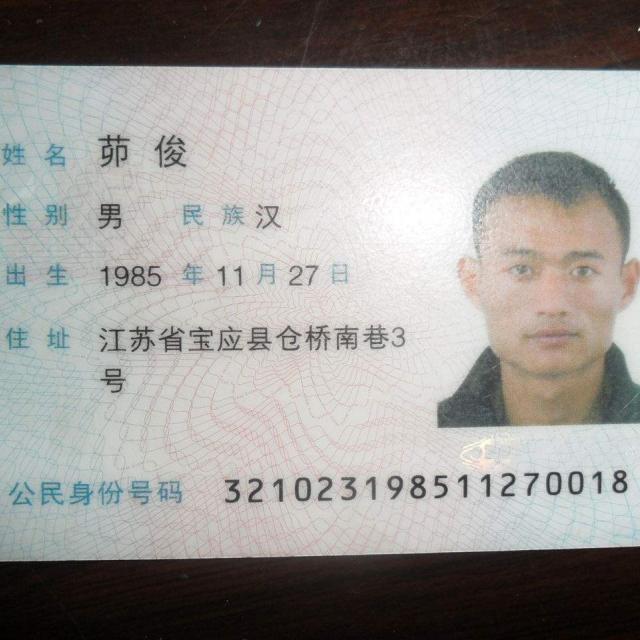 姓名 茆俊
性别 男 民族 汉
出生 1985 年 11 月 27 日
住址 江苏省宝应县仓桥南巷3
号
公民身份号码 321023198511270018